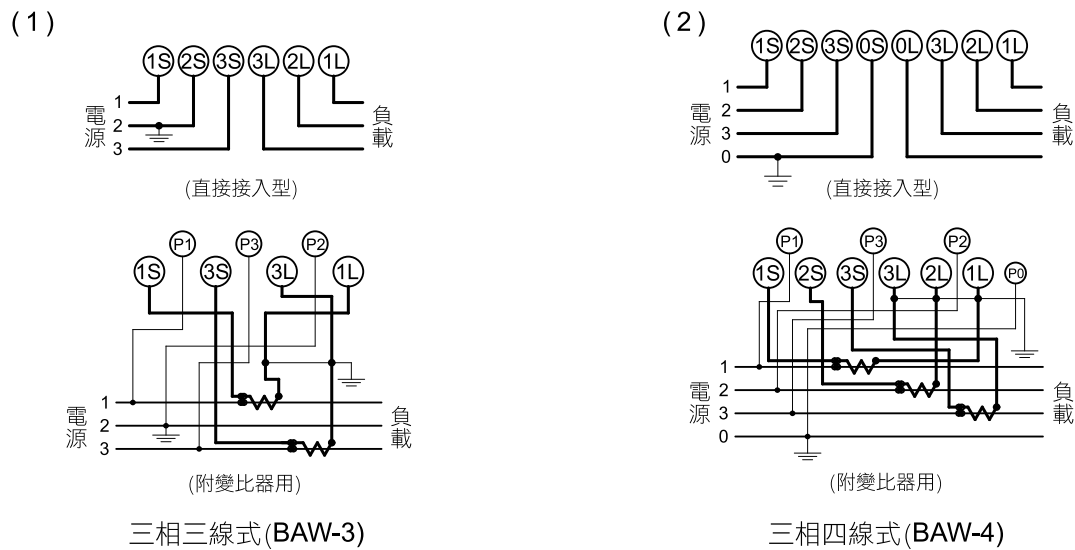 (1)
1S 2S 3S 3L 2L 1L
1
2
3
電源
負載
(直接接入型)
P1 P3 P2
1S 3S 3L 1L
1
2
3
電源
負載
(附變比器用)
三相三線式(BAW-3)
(2)
1S 2S 3S 0S 0L 3L 2L 1L
1
2
3
0
電源
負載
(直接接入型)
P1 P3 P2
1S 2S 3S 3L 2L 1L P0
1
2
3
0
電源
負載
(附變比器用)
三相四線式(BAW-4)